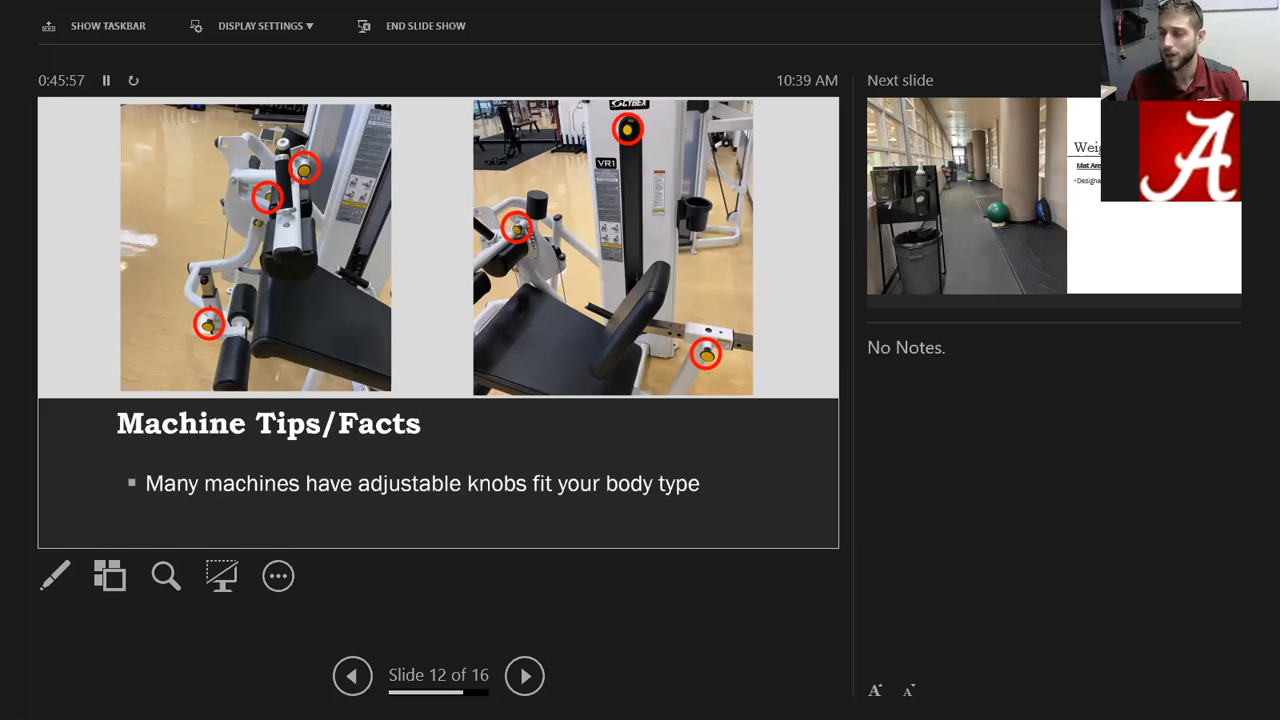 SHOW TASKBAR
DISPLAY SETTINGS ▼
END SLIDE SHOW
0:45:57
10:39 AM
CYBEX
VR1
Machine Tips/Facts
▪ Many machines have adjustable knobs fit your body type
Slide 12 of 16
Next slide
Mat
A
No Notes.
A
A